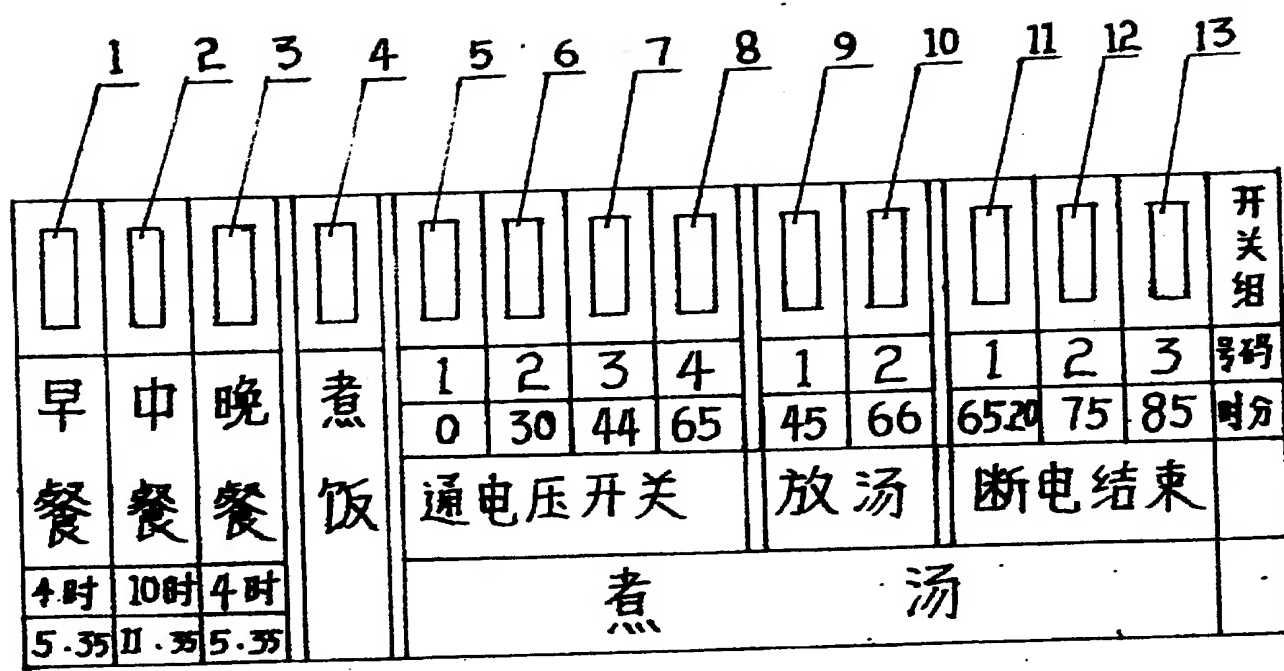 1 2 3 4 5 6 7 8 9 10 11 12 13
开关组
1 2 3 4 1 2 1 2 3 号码
0 30 44 65 45 66 6520 75 85 时分
早餐 中餐 晚餐 煮饭
通电压开关 放汤 断电结束
4时 10时 4时
煮汤
5.35 11.35 5.35